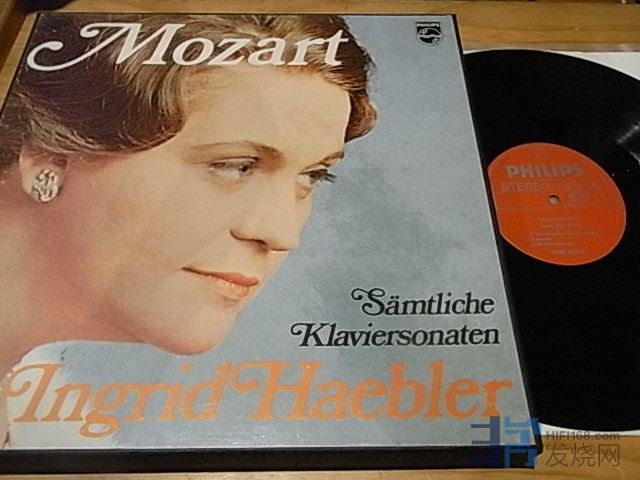 Mozart
PHILIPS
Sämtliche
Klaviersonaten
Ingrid Haebler
PHILIPS
STEREO
HIFI168.com
发烧网